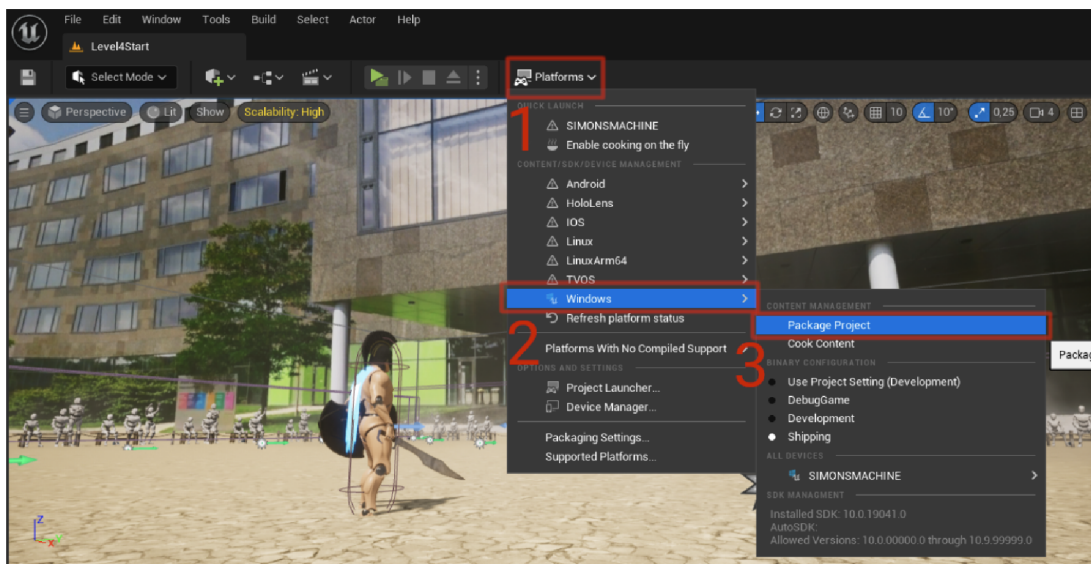 File Edit Window Tools Build Select Actor Help
Level4Start
Select Mode
Platforms
Perspective Lit Show Scalability: High
10 10° 0,25 4
QUICK LAUNCH
1
SIMONSMACHINE
Enable cooking on the fly
CONTENT/SDK/DEVICE MANAGEMENT
Android
HoloLens
IOS
Linux
LinuxArm64
TVOS
Windows
Refresh platform status
2
Platforms With No Compiled Support
OPTIONS AND SETTINGS
Project Launcher...
Device Manager...
Packaging Settings...
Supported Platforms...
CONTENT MANAGEMENT
Package Project
3
Cook Content
Packag
BINARY CONFIGURATION
Use Project Setting (Development)
DebugGame
Development
Shipping
ALL DEVICES
SIMONSMACHINE
SDK MANAGMENT
Installed SDK: 10.0.19041.0
AutoSDK:
Allowed Versions: 10.0.00000.0 through 10.9.99999.0
Z
X Y